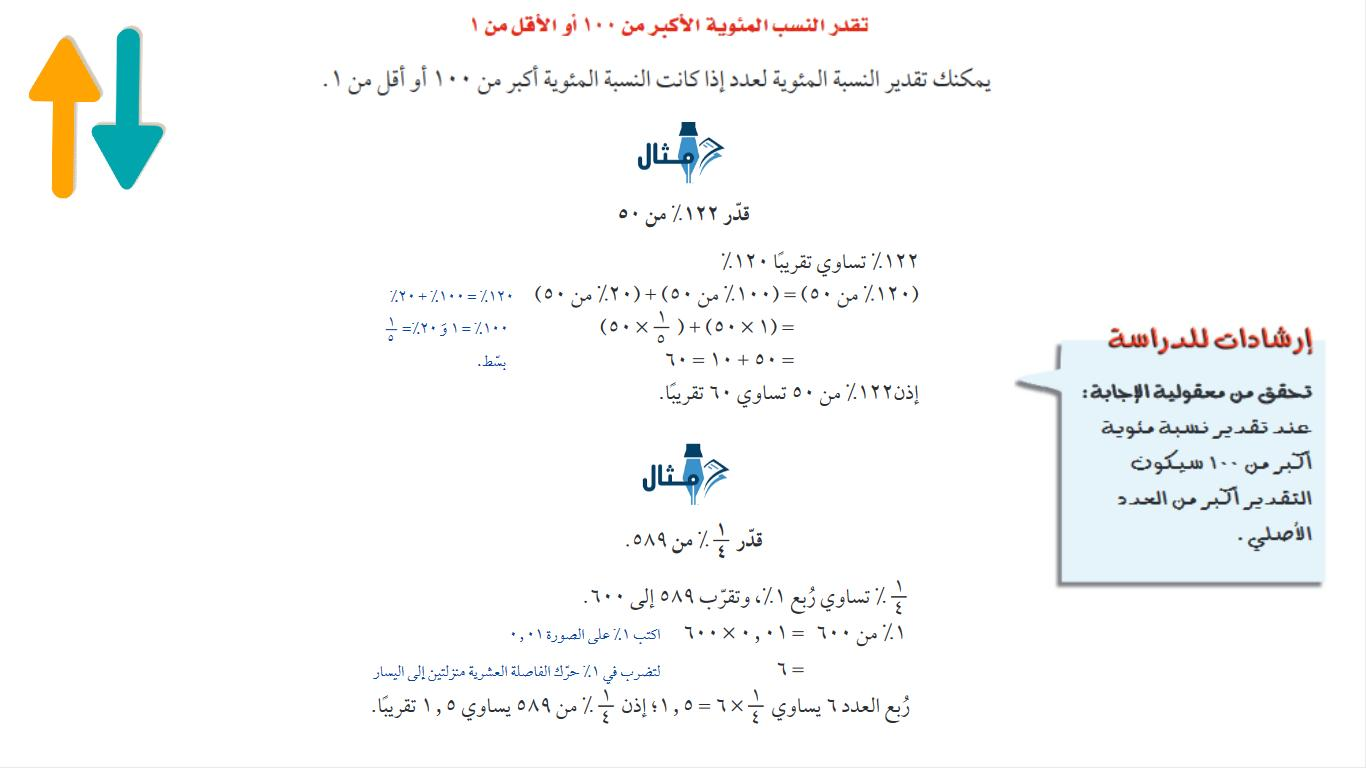 تقدر النسب المئوية الأكبر من ١٠٠ أو الأقل من ١
يمكنك تقدير النسبة المئوية لعدد إذا كانت النسبة المئوية أكبر من ١٠٠ أو أقل من ١.
مثال
قدّر ١٢٢٪ من ٥٠
١٢٢٪ تساوي تقريبًا ١٢٠٪
(١٢٠٪ من ٥٠) = (١٠٠٪ من ٥٠) + (٢٠٪ من ٥٠) ١٢٠٪ = ١٠٠٪ + ٢٠٪
= (١ × ٥٠) + ( ١/٥ × ٥٠) ١٠٠٪ = ١ وَ ٢٠٪ = ١/٥
= ٥٠ + ١٠ = ٦٠ بسّط.
إذن ١٢٢٪ من ٥٠ تساوي ٦٠ تقريبًا.
مثال
قدّر ١/٤ ٪ من ٥٨٩.
١/٤ ٪ تساوي رُبع ١٪، وتقرّب ٥٨٩ إلى ٦٠٠.
١٪ من ٦٠٠ = ٠,٠١ × ٦٠٠ اكتب ١٪ على الصورة ٠,٠١
= ٦ لتضرب في ١٪ حرّك الفاصلة العشرية منزلتين إلى اليسار
رُبع العدد ٦ يساوي ١/٤ × ٦ = ١,٥؛ إذن ١/٤ ٪ من ٥٨٩ يساوي ١,٥ تقريبًا.
إرشادات للدراسة
تحقق من معقولية الإجابة:
عند تقدير نسبة مئوية
أكبر من ١٠٠ سيكون
التقدير أكبر من العدد
الأصلي.